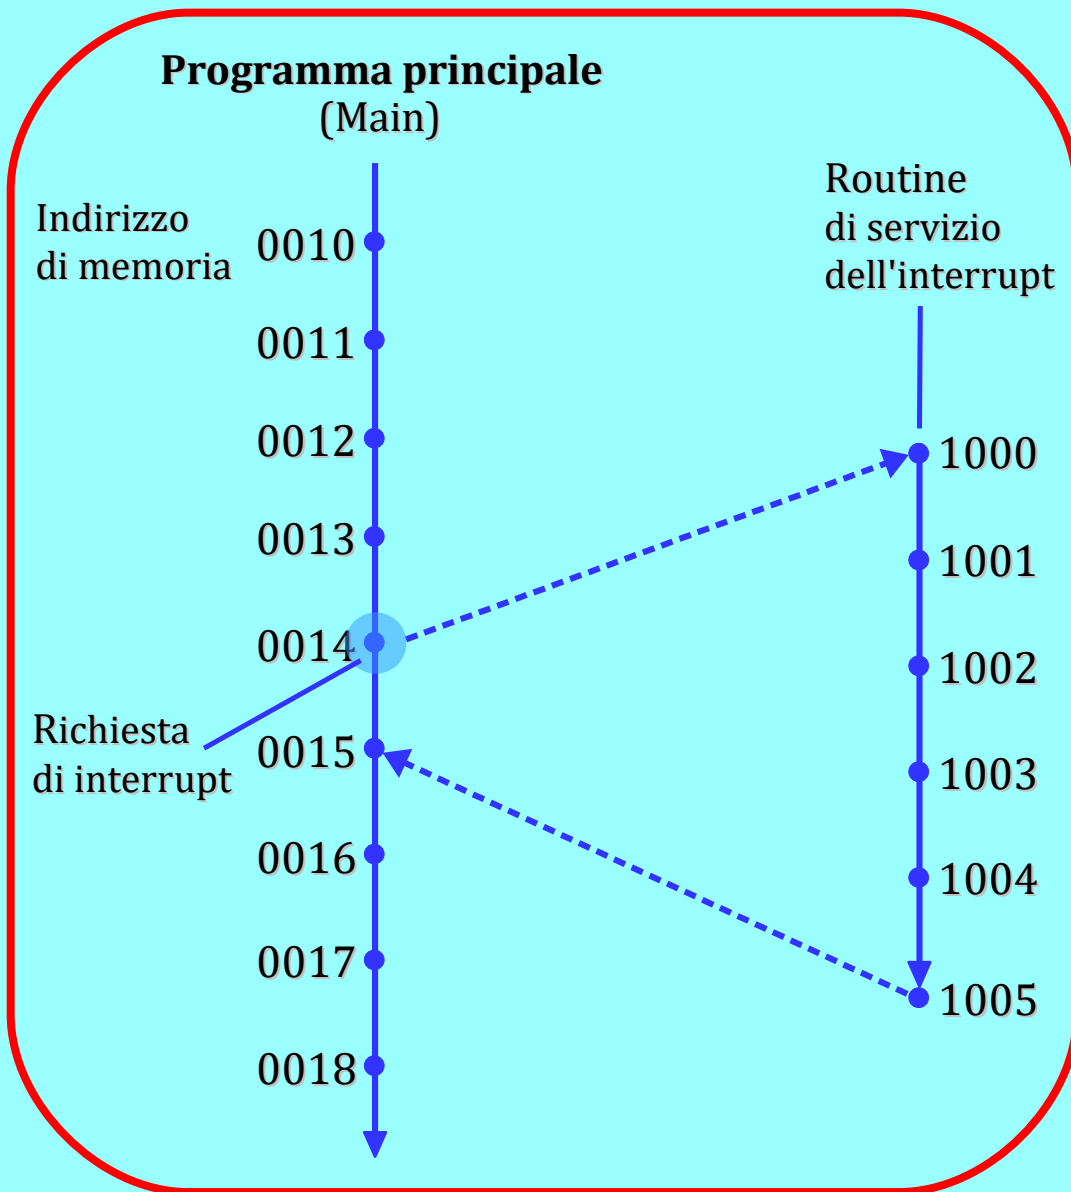 Programma principale
(Main)
Indirizzo
di memoria
0010
0011
0012
0013
0014
Richiesta
di interrupt
0015
0016
0017
0018
Routine
di servizio
dell'interrupt
1000
1001
1002
1003
1004
1005